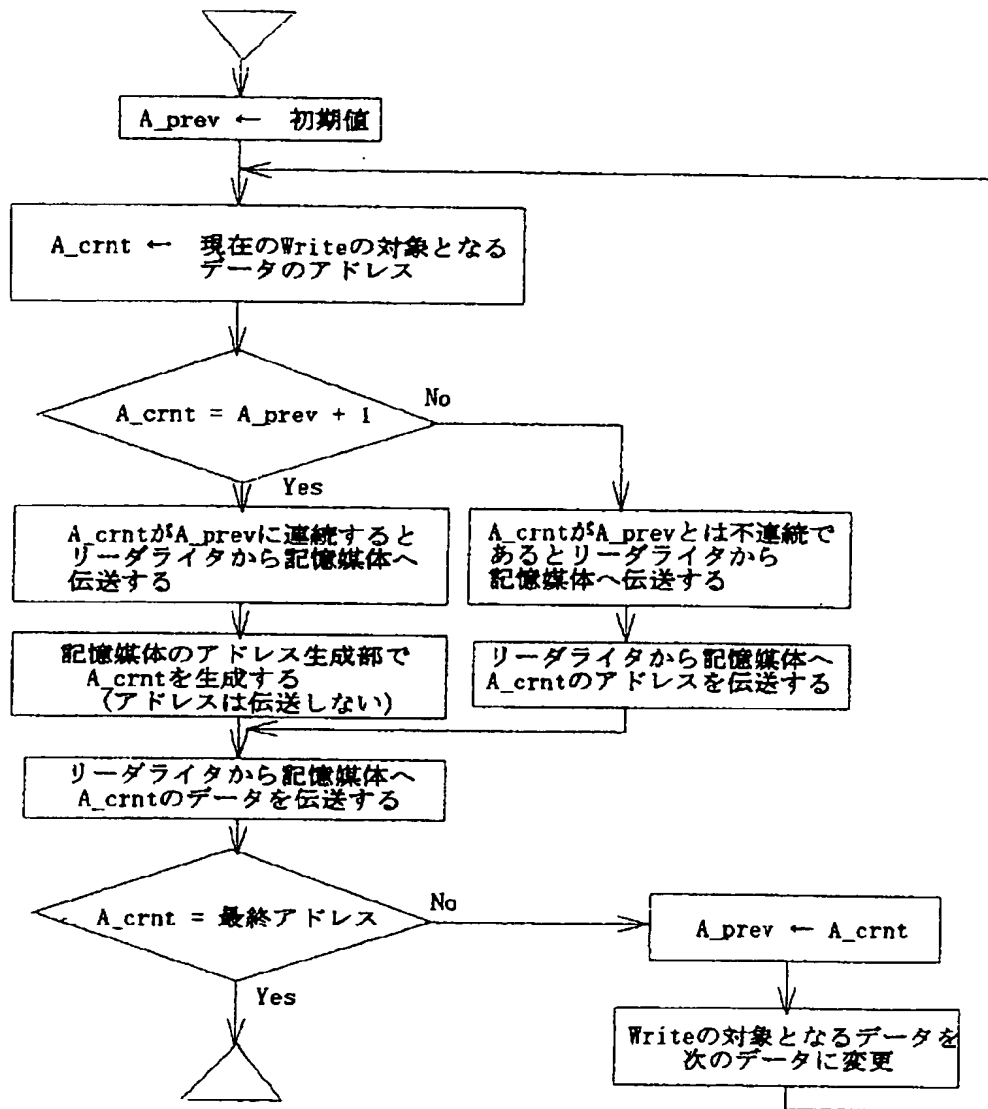 A_prev ← 初期値
A_crnt ← 現在のWriteの対象となる
データのアドレス
A_crnt = A_prev + 1
No
Yes
A_crntがA_prevに連続すると
リーダライタから記憶媒体へ
伝送する
A_crntがA_prevとは不連続で
あるとリーダライタから
記憶媒体へ伝送する
記憶媒体のアドレス生成部で
A_crntを生成する
(アドレスは伝送しない)
リーダライタから記憶媒体へ
A_crntのアドレスを伝送する
リーダライタから記憶媒体へ
A_crntのデータを伝送する
A_crnt = 最終アドレス
No
Yes
A_prev ← A_crnt
Writeの対象となるデータを
次のデータに変更